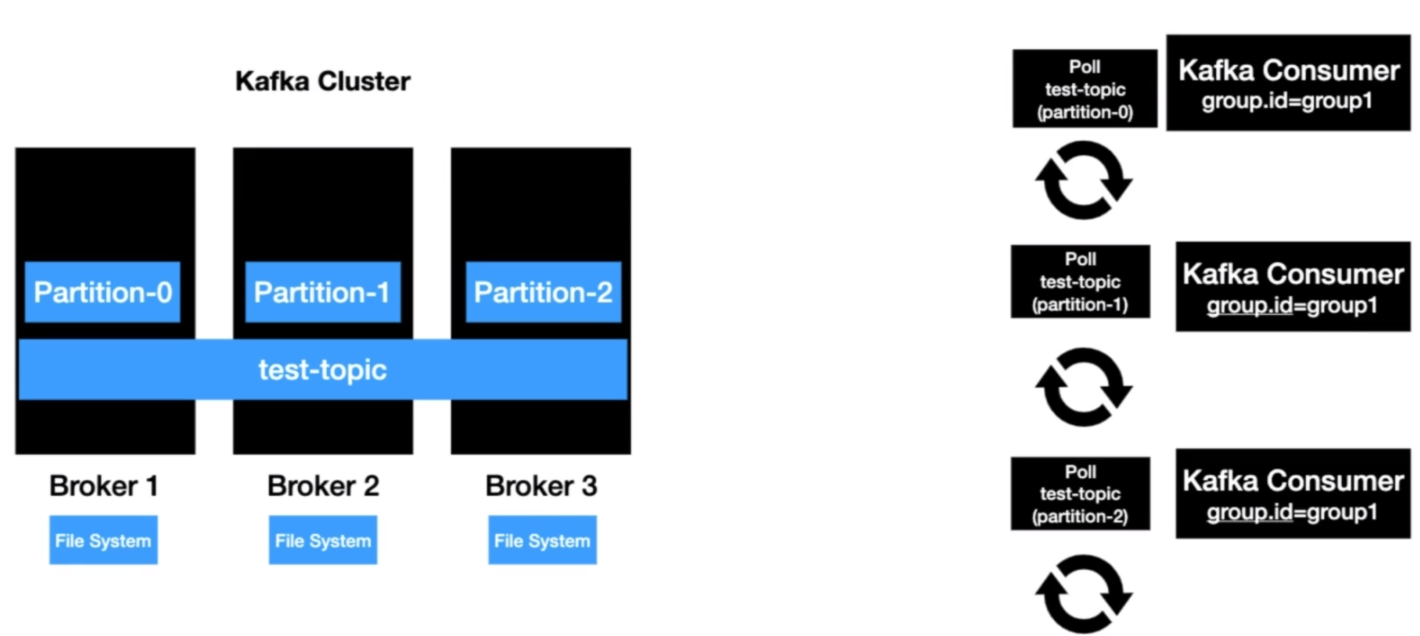 Kafka Cluster
Partition-0
Partition-1
Partition-2
test-topic
Broker 1
Broker 2
Broker 3
File System
File System
File System
Poll
test-topic
(partition-0)
Kafka Consumer
group.id=group1
Poll
test-topic
(partition-1)
Kafka Consumer
group.id=group1
Poll
test-topic
(partition-2)
Kafka Consumer
group.id=group1